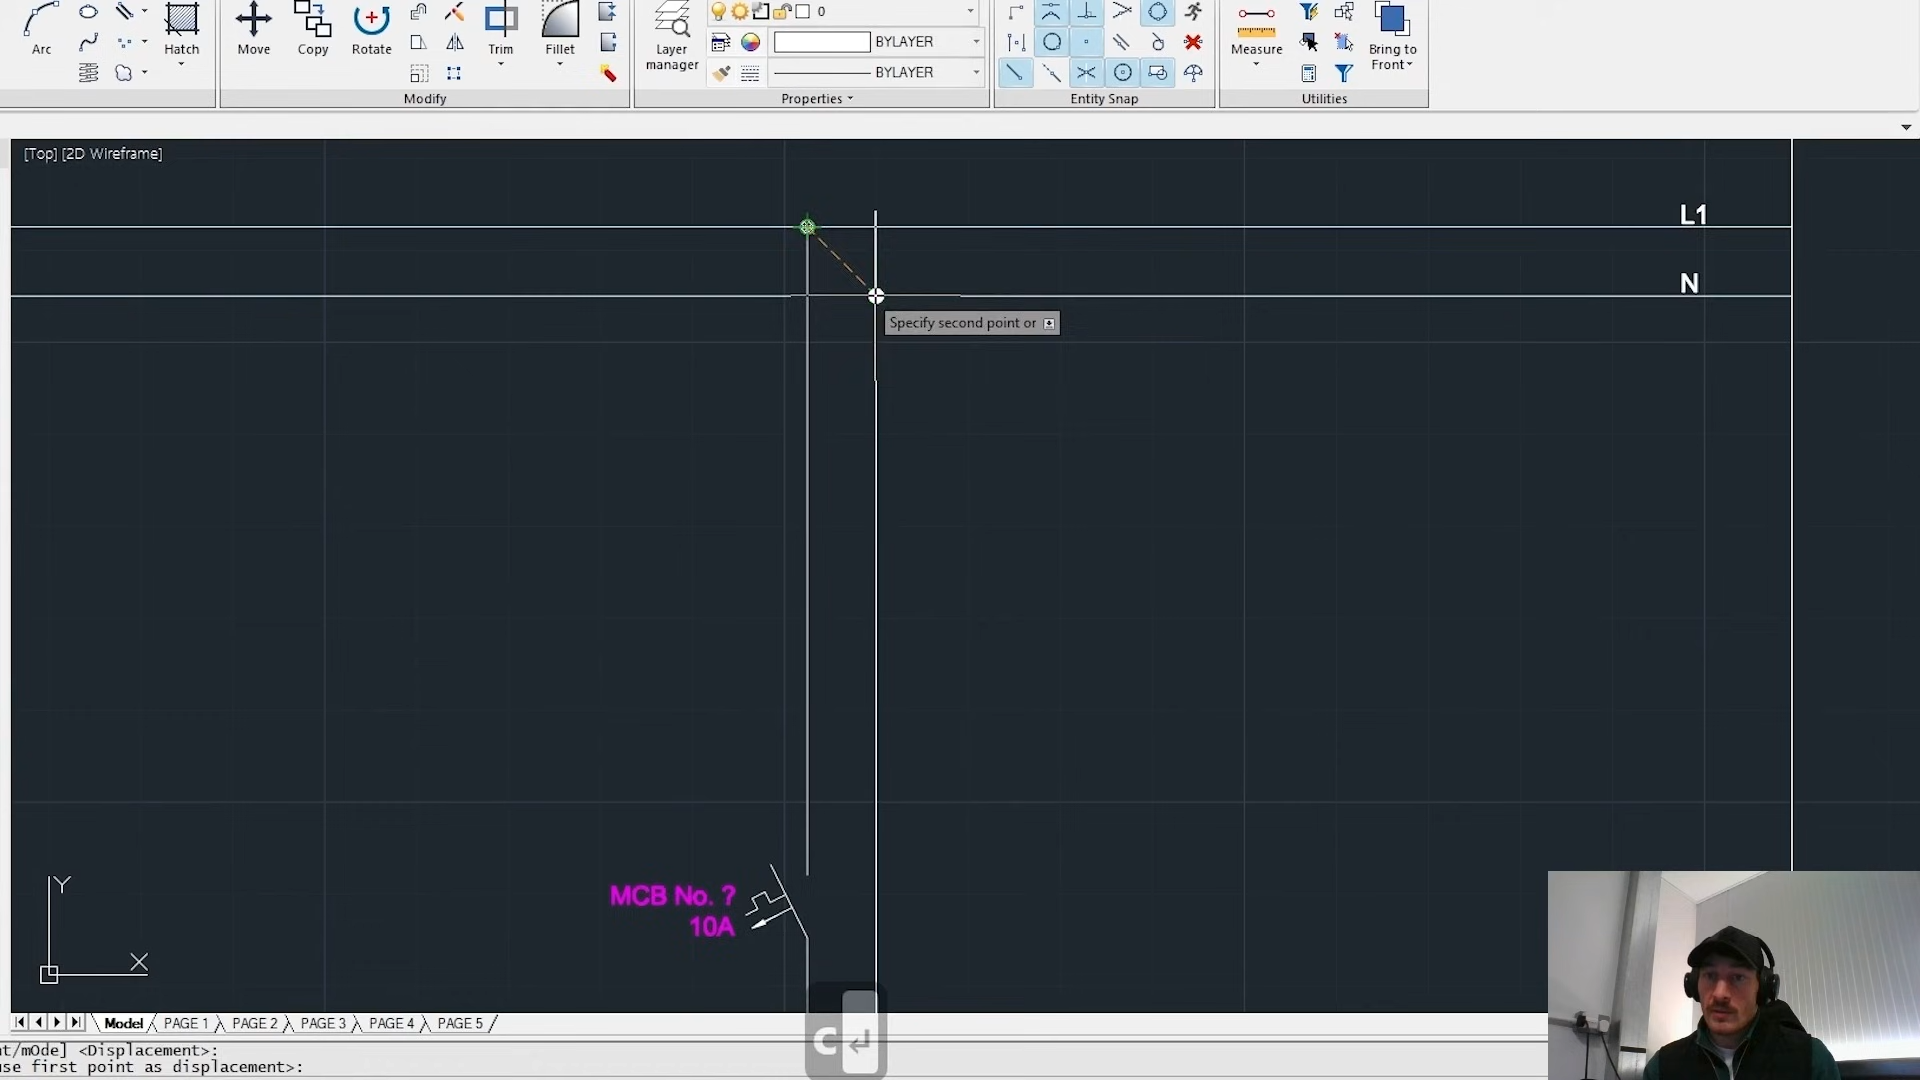 Arc
Hatch
Move
Copy
Rotate
Trim
Fillet
Layer
manager
0
BYLAYER
BYLAYER
Measure
Bring to
Front
Modify
Properties
Entity Snap
Utilities
[Top] [2D Wireframe]
L1
N
Specify second point or
MCB No. ?
10A
Y
X
C
Model
PAGE 1
PAGE 2
PAGE 3
PAGE 4
PAGE 5
nt/mOde] <Displacement>:
use first point as displacement>: